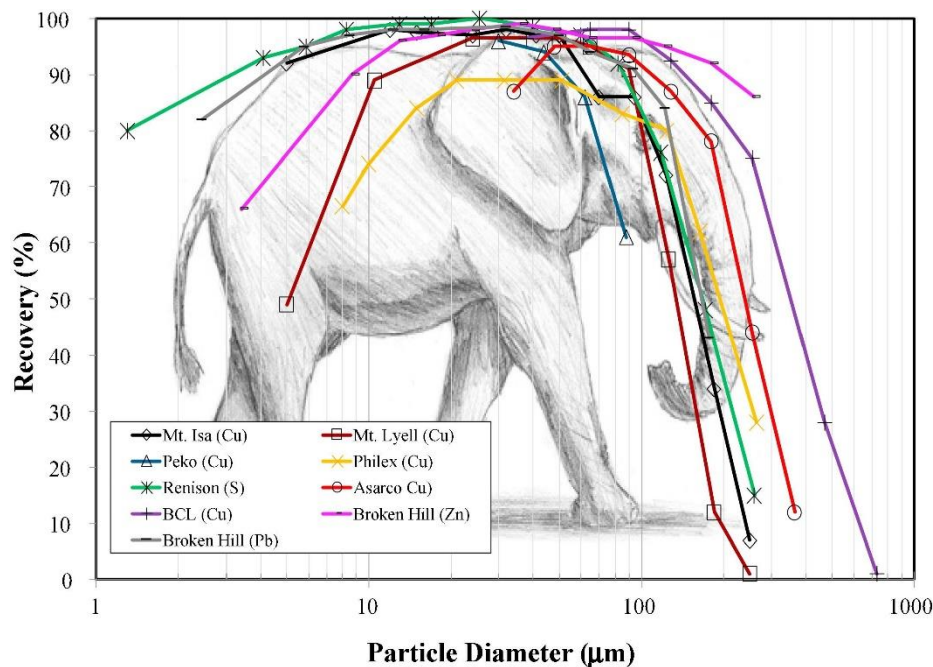 Recovery (%)
100
90
80
70
60
50
40
30
20
10
0
Mt. Isa (Cu)
Mt. Lyell (Cu)
Peko (Cu)
Philex (Cu)
Renison (S)
Asarco Cu)
BCL (Cu)
Broken Hill (Zn)
Broken Hill (Pb)
1
10
100
1000
Particle Diameter (μm)